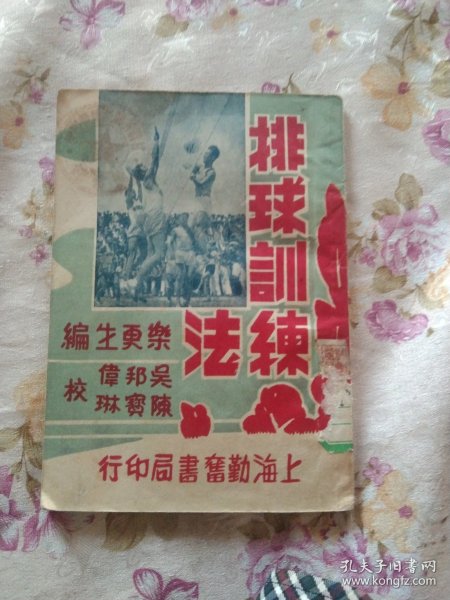 排球訓練
法
樂更生編
吳邦偉
陳寶琳
校
上海勤奮書局印行
孔夫子旧书网
www.kongfz.com